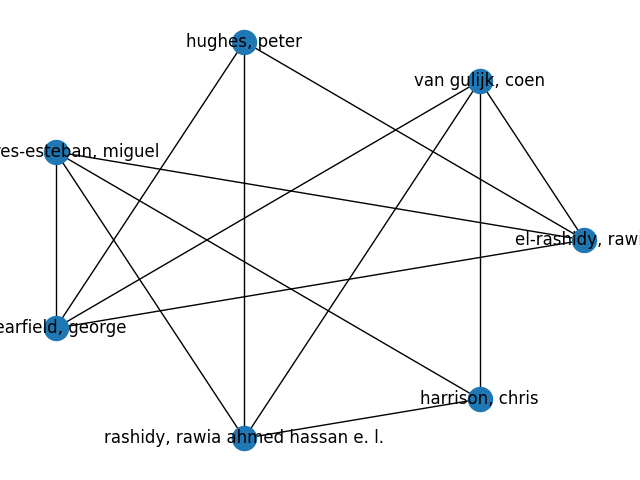 hughes, peter
van gulijk, coen
res-esteban, miguel
el-rashidy, rawi
earfield, george
harrison, chris
rashidy, rawia ahmed hassan e. l.